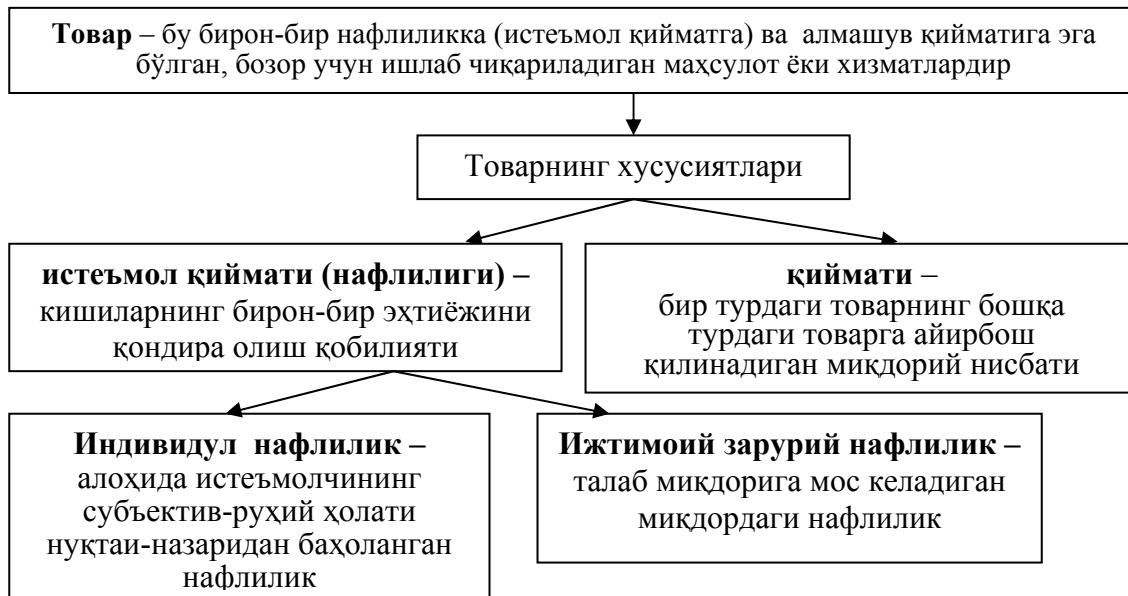 Товар – бу бирон-бир нафлиликка (истеъмол қийматга) ва алмашув қийматига эга
бўлган, бозор учун ишлаб чиқариладиган маҳсулот ёки хизматлардир
Товарнинг хусусиятлари
истеъмол қиймати (нафлилиги) –
кишиларнинг бирон-бир эҳтиёжини
қондира олиш қобилияти
қиймати –
бир турдаги товарнинг бошқа
турдаги товарга айирбош
қилинадиган миқдорий нисбати
Индивидул нафлилик –
алоҳида истеъмолчининг
субъектив-руҳий ҳолати
нуқтаи-назаридан баҳоланган
нафлилик
Ижтимоий зарурий нафлилик –
талаб миқдорига мос келадиган
миқдордаги нафлилик